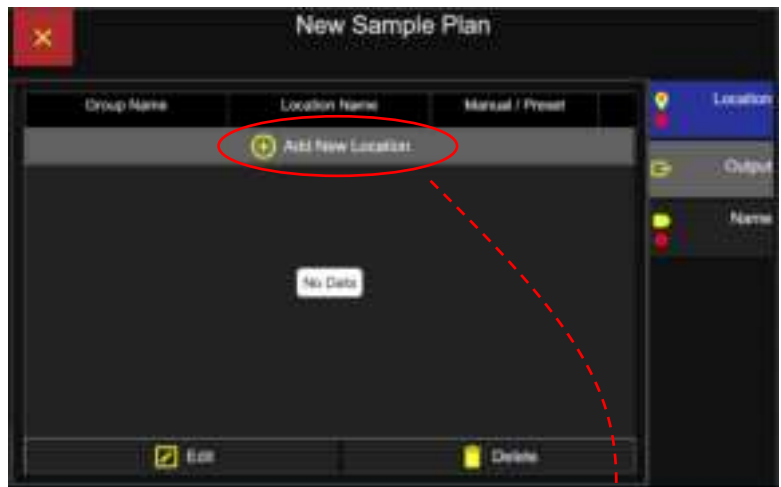 New Sample Plan
Group Name Location Name Manual / Preset
Location
Add New Location
Output
Name
No Data
Edit Delete